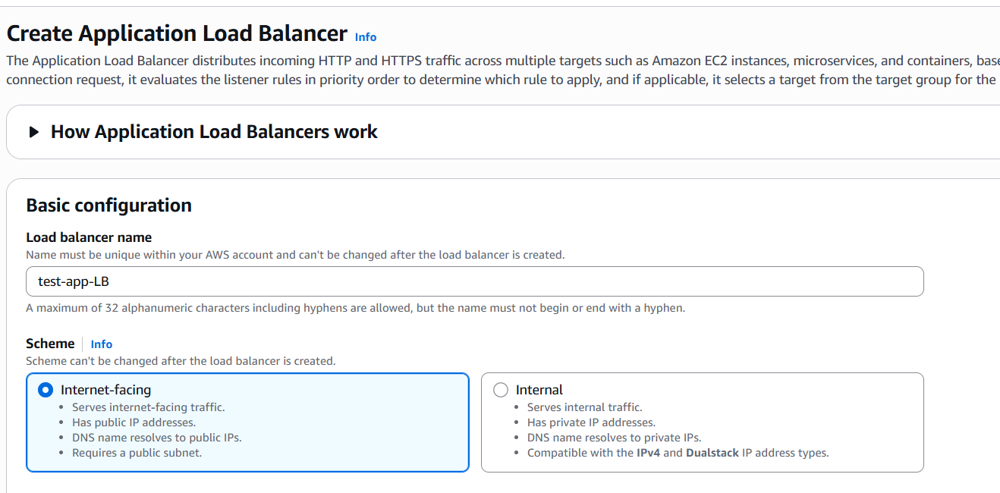 Create Application Load Balancer Info
The Application Load Balancer distributes incoming HTTP and HTTPS traffic across multiple targets such as Amazon EC2 instances, microservices, and containers,
connection request, it evaluates the listener rules in priority order to determine which rule to apply, and if applicable, it selects a target from the target group for the
How Application Load Balancers work
Basic configuration
Load balancer name
Name must be unique within your AWS account and can't be changed after the load balancer is created.
test-app-LB
A maximum of 32 alphanumeric characters including hyphens are allowed, but the name must not begin or end with a hyphen.
Scheme Info
Scheme can't be changed after the load balancer is created.
Internet-facing
• Serves internet-facing traffic.
• Has public IP addresses.
• DNS name resolves to public IPs.
• Requires a public subnet.
Internal
• Serves internal traffic.
• Has private IP addresses.
• DNS name resolves to private IPs.
• Compatible with the IPv4 and Dualstack IP address types.